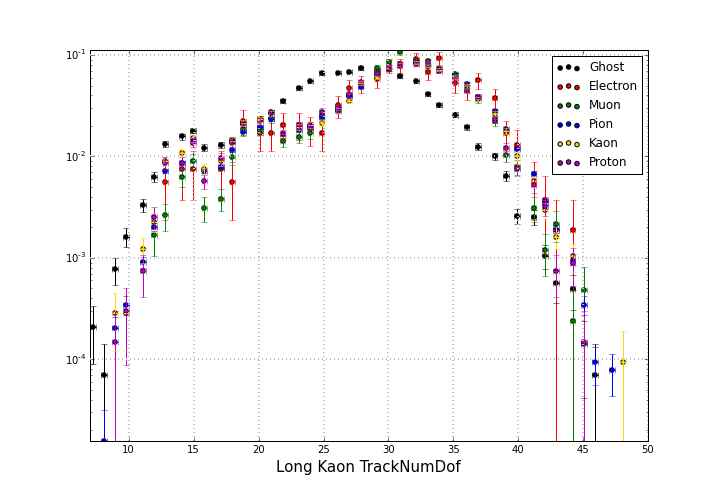 10^-1
10^-2
10^-3
10^-4
Ghost
Electron
Muon
Pion
Kaon
Proton
10 15 20 25 30 35 40 45 50
Long Kaon TrackNumDof